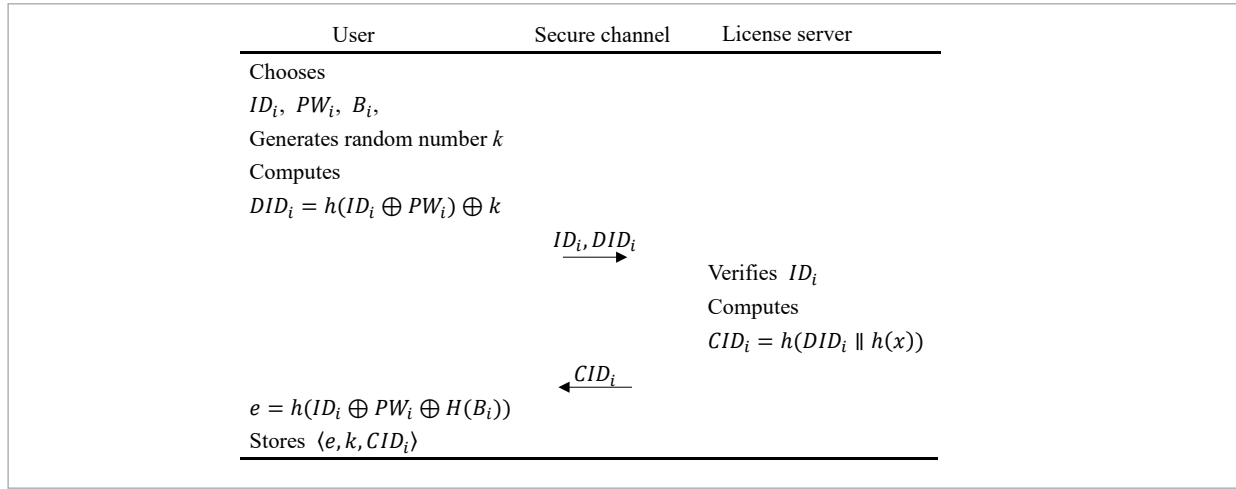 User Secure channel License server
Chooses
𝐼𝐷ᵢ, 𝑃𝑊ᵢ, 𝐵ᵢ,
Generates random number k
Computes
𝐷𝐼𝐷ᵢ = ℎ(𝐼𝐷ᵢ ⊕ 𝑃𝑊ᵢ) ⊕ 𝑘
𝐼𝐷ᵢ, 𝐷𝐼𝐷ᵢ
Verifies 𝐼𝐷ᵢ
Computes
𝐶𝐼𝐷ᵢ = ℎ(𝐷𝐼𝐷ᵢ ∥ ℎ(𝑥))
𝐶𝐼𝐷ᵢ
𝑒 = ℎ(𝐼𝐷ᵢ ⊕ 𝑃𝑊ᵢ ⊕ 𝐻(𝐵ᵢ))
Stores ⟨𝑒, 𝑘, 𝐶𝐼𝐷ᵢ⟩